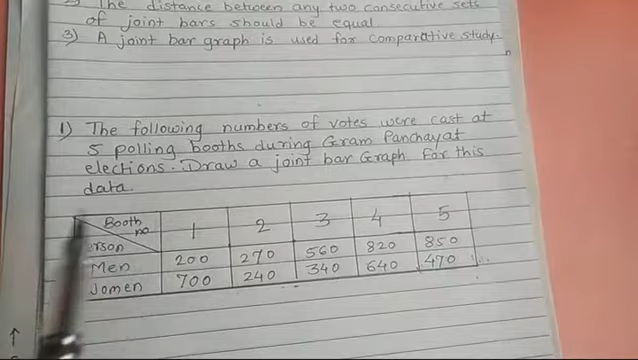 The distance between any two consecutive sets
of joint bars should be equal
3) A joint bar graph is used for comparative study.
1) The following numbers of votes were cast at
5 polling booths during Gram Panchayat
elections. Draw a joint bar Graph For this
data.
Booth no 1 2 3 4 5
erson
Men 200 270 560 820 850
omen 700 240 340 640 470